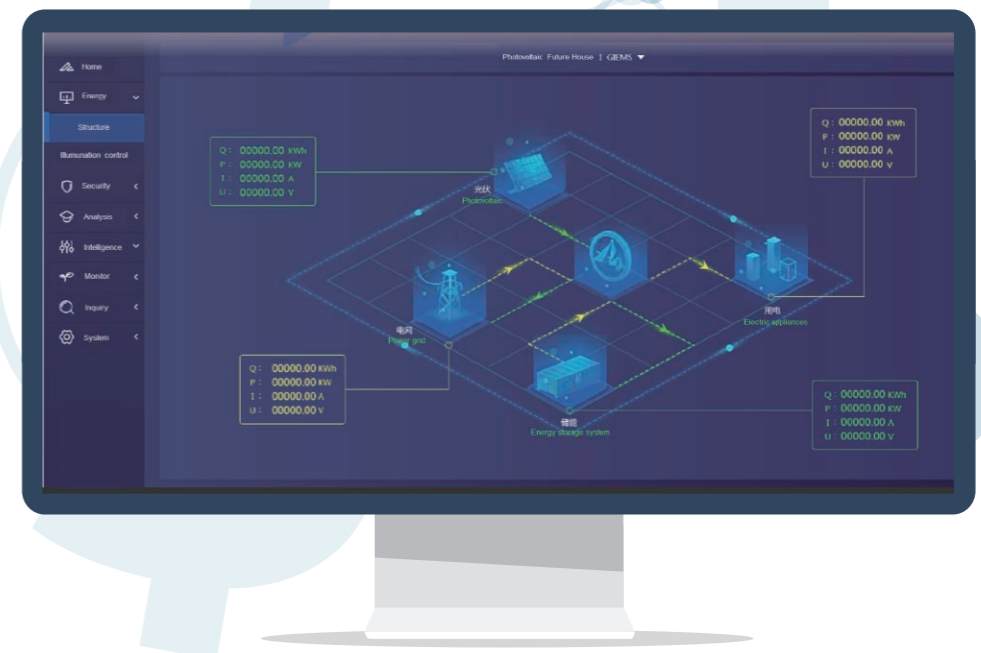 Photovoltaic Future House I GIEMS
Home
Energy
Structure
Illumunation control
Security
Analysis
Intelligence
Monitor
Inquiry
System
Q: 00000.00 KWh
P: 00000.00 KW
I: 00000.00 A
U: 00000.00 V
Q: 00000.00 KWh
P: 00000.00 KW
I: 00000.00 A
U: 00000.00 V
光伏
Photovoltaic
用电
Electric appliances
电网
Power grid
Q: 00000.00 KWh
P: 00000.00 KW
I: 00000.00 A
U: 00000.00 V
储能
Energy storage system
Q: 00000.00 KWh
P: 00000.00 KW
I: 00000.00 A
U: 00000.00 V